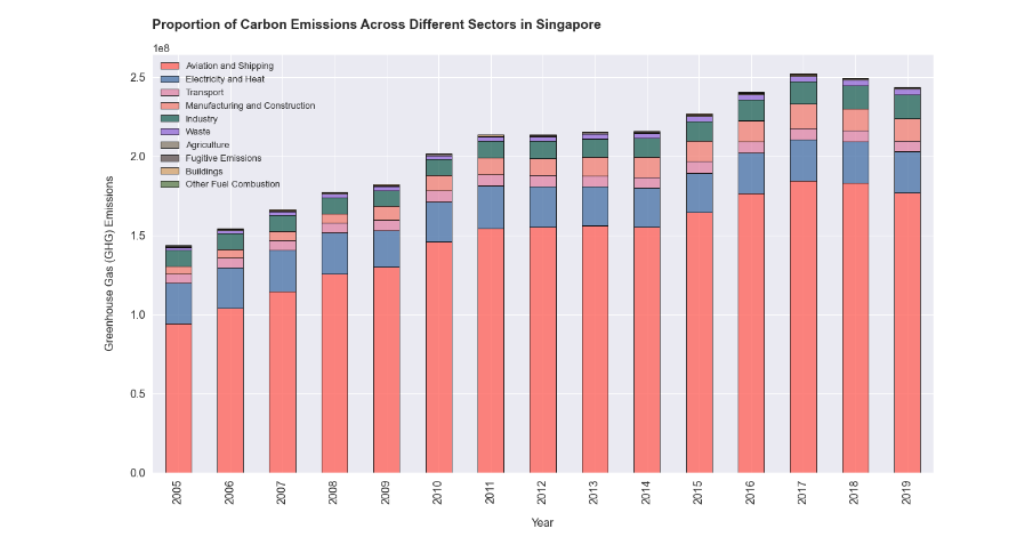 Proportion of Carbon Emissions Across Different Sectors in Singapore
1e8
Aviation and Shipping
Electricity and Heat
Transport
Manufacturing and Construction
Industry
Waste
Agriculture
Fugitive Emissions
Buildings
Other Fuel Combustion
2.5
2.0
1.5
1.0
0.5
0.0
Greenhouse Gas (GHG) Emissions
2005 2006 2007 2008 2009 2010 2011 2012 2013 2014 2015 2016 2017 2018 2019
Year